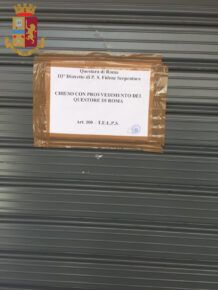 Questura di Roma
III° Distretto di P. S. Fidene Serpentara
CHIUSO CON PROVVEDIMENTO DEL
QUESTORE DI ROMA
Art. 100 – T.U.L.P.S.